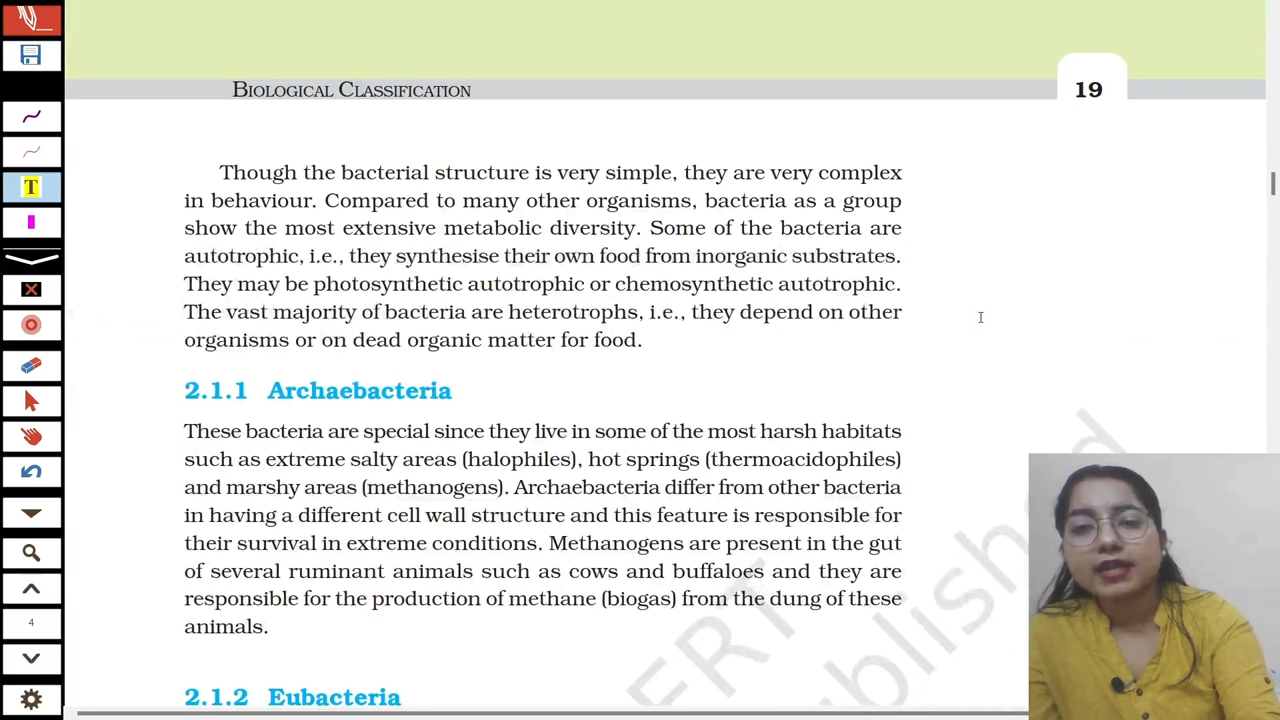 BIOLOGICAL CLASSIFICATION
19
Though the bacterial structure is very simple, they are very complex
in behaviour. Compared to many other organisms, bacteria as a group
show the most extensive metabolic diversity. Some of the bacteria are
autotrophic, i.e., they synthesise their own food from inorganic substrates.
They may be photosynthetic autotrophic or chemosynthetic autotrophic.
The vast majority of bacteria are heterotrophs, i.e., they depend on other
organisms or on dead organic matter for food.
2.1.1 Archaebacteria
These bacteria are special since they live in some of the most harsh habitats
such as extreme salty areas (halophiles), hot springs (thermoacidophiles)
and marshy areas (methanogens). Archaebacteria differ from other bacteria
in having a different cell wall structure and this feature is responsible for
their survival in extreme conditions. Methanogens are present in the gut
of several ruminant animals such as cows and buffaloes and they are
responsible for the production of methane (biogas) from the dung of these
animals.
2.1.2 Eubacteria
T
4